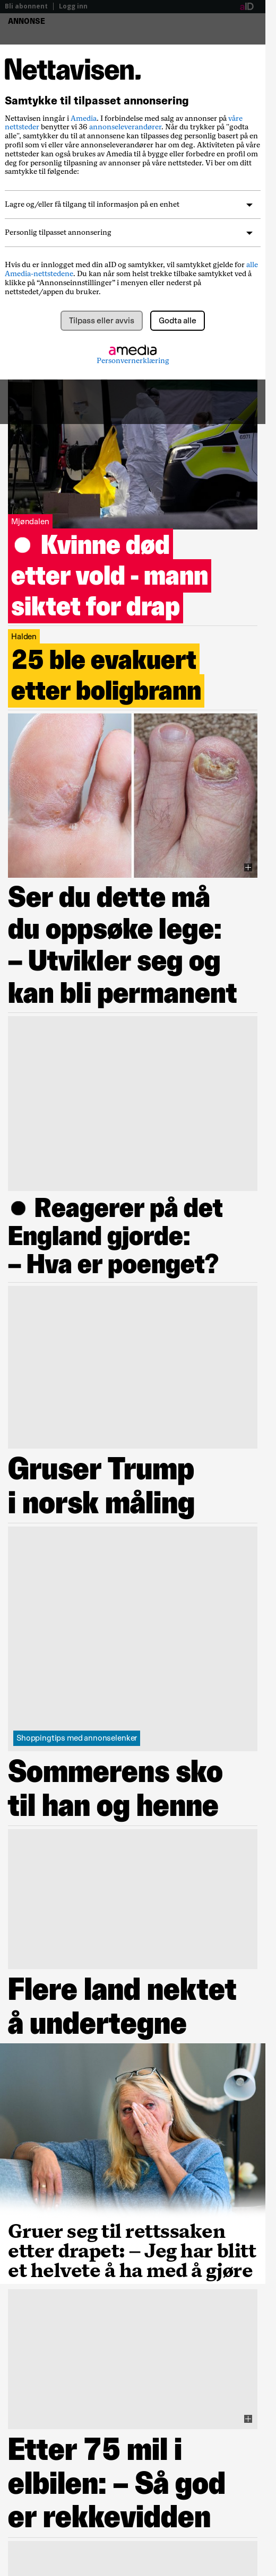 Bli abonnent | Logg inn
aID
ANNONSE
Nettavisen.
Samtykke til tilpasset annonsering
Nettavisen inngår i Amedia. I forbindelse med salg av annonser på våre
nettsteder benytter vi 36 annonseleverandører. Når du trykker på "godta
alle", samtykker du til at annonsene kan tilpasses deg personlig basert på en
profil som vi eller våre annonseleverandører har om deg. Aktiviteten på våre
nettsteder kan også brukes av Amedia til å bygge eller forbedre en profil om
deg for personlig tilpasning av annonser på våre nettsteder. Vi ber om ditt
samtykke til følgende:
Lagre og/eller få tilgang til informasjon på en enhet
Personlig tilpasset annonsering
Hvis du er innlogget med din aID og samtykker, vil samtykket gjelde for alle
Amedia-nettstedene. Du kan når som helst trekke tilbake samtykket ved å
klikke på “Annonseinnstillinger” i menyen eller nederst på
nettstedet/appen du bruker.
Tilpass eller avvis
Godta alle
amedia
Personvernerklæring
Mjøndalen
Kvinne død
etter vold - mann
siktet for drap
Halden
25 ble evakuert
etter boligbrann
Ser du dette må
du oppsøke lege:
– Utvikler seg og
kan bli permanent
Reagerer på det
England gjorde:
– Hva er poenget?
Gruser Trump
i norsk måling
Shoppingtips med annonselenker
Sommerens sko
til han og henne
Flere land nektet
å undertegne
Gruer seg til rettssaken
etter drapet: – Jeg har blitt
et helvete å ha med å gjøre
Etter 75 mil i
elbilen: – Så god
er rekkevidden